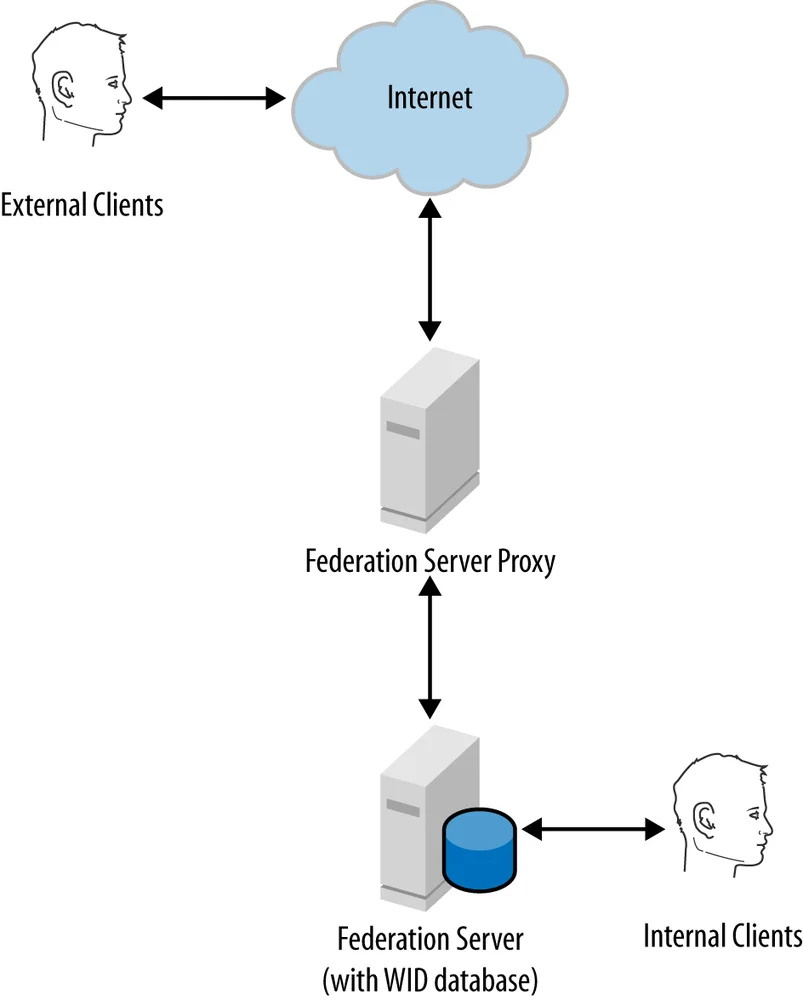 Internet
External Clients
Federation Server Proxy
Federation Server
(with WID database)
Internal Clients